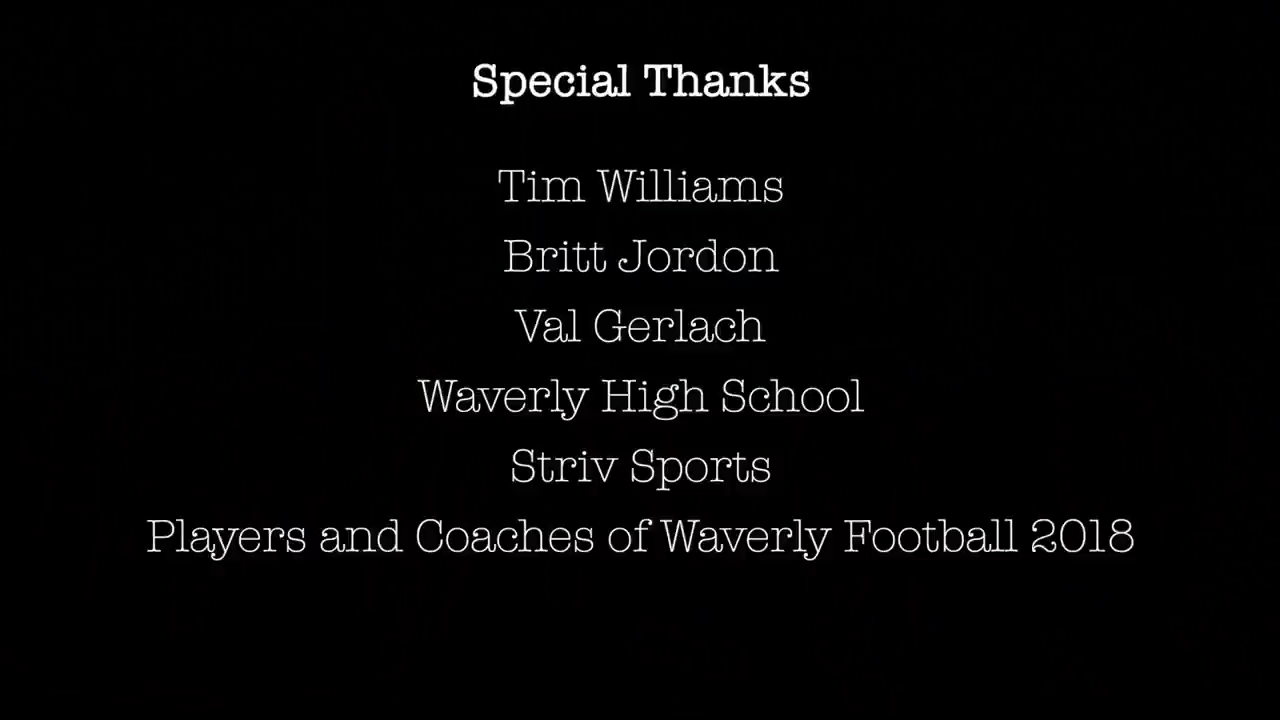 Special Thanks
Tim Williams
Britt Jordon
Val Gerlach
Waverly High School
Striv Sports
Players and Coaches of Waverly Football 2018